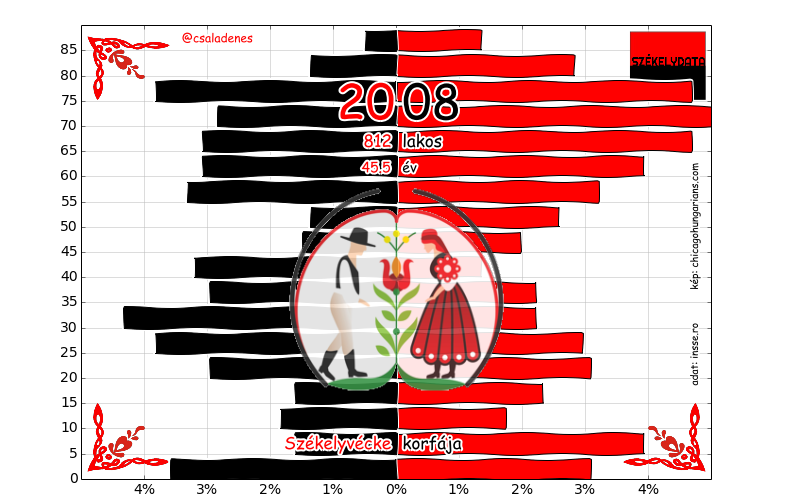 @csaladenes
SZÉKELYDATA
2008
812 lakos
45.5 év
kép: chicagohungarians.com
adat: insse.ro
Székelyvécke korfája
85
80
75
70
65
60
55
50
45
40
35
30
25
20
15
10
5
0
4% 3% 2% 1% 0% 1% 2% 3% 4%